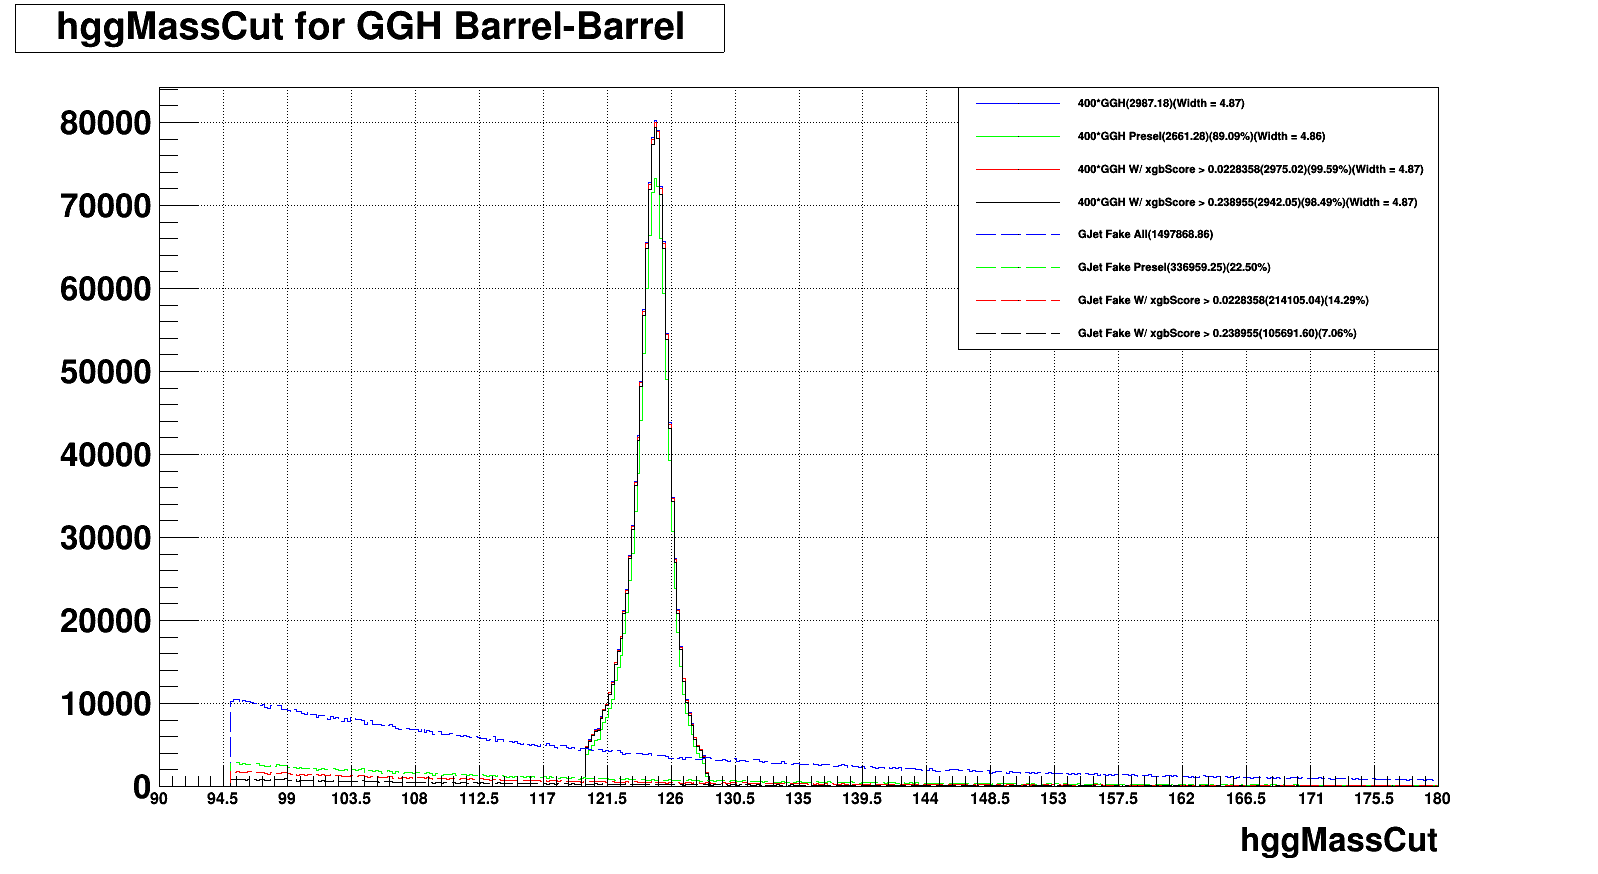 hggMassCut for GGH Barrel-Barrel
400*GGH(2987.18)(Width = 4.87)
400*GGH Presel(2661.28)(89.09%)(Width = 4.86)
400*GGH W/ xgbScore > 0.0228358(2975.02)(99.59%)(Width = 4.87)
400*GGH W/ xgbScore > 0.238955(2942.05)(98.49%)(Width = 4.87)
GJet Fake All(1497868.86)
GJet Fake Presel(336959.25)(22.50%)
GJet Fake W/ xgbScore > 0.0228358(214105.04)(14.29%)
GJet Fake W/ xgbScore > 0.238955(105691.60)(7.06%)
80000
70000
60000
50000
40000
30000
20000
10000
0
90 94.5 99 103.5 108 112.5 117 121.5 126 130.5 135 139.5 144 148.5 153 157.5 162 166.5 171 175.5 180
hggMassCut